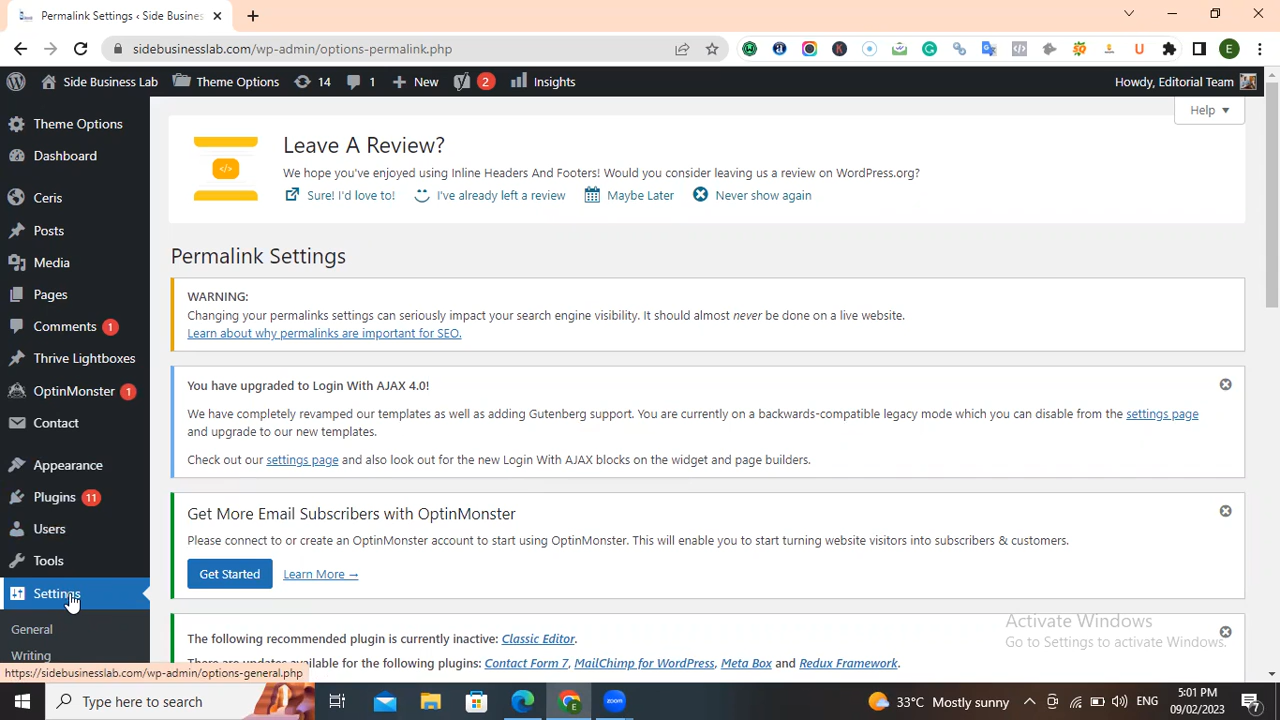 Permalink Settings ‹ Side Busines
sidebusinesslab.com/wp-admin/options-permalink.php
Side Business Lab
Theme Options
14
1
New
2
Insights
Howdy, Editorial Team
Theme Options
Dashboard
Ceris
Posts
Media
Pages
Comments 1
Thrive Lightboxes
OptinMonster 1
Contact
Appearance
Plugins 11
Users
Tools
Settings
General
Writing
https://sidebusinesslab.com/wp-admin/options-general.php
Help
Leave A Review?
We hope you've enjoyed using Inline Headers And Footers! Would you consider leaving us a review on WordPress.org?
Sure! I'd love to! I've already left a review Maybe Later Never show again
Permalink Settings
WARNING:
Changing your permalinks settings can seriously impact your search engine visibility. It should almost never be done on a live website.
Learn about why permalinks are important for SEO.
You have upgraded to Login With AJAX 4.0!
We have completely revamped our templates as well as adding Gutenberg support. You are currently on a backwards-compatible legacy mode which you can disable from the settings page
and upgrade to our new templates.
Check out our settings page and also look out for the new Login With AJAX blocks on the widget and page builders.
Get More Email Subscribers with OptinMonster
Please connect to or create an OptinMonster account to start using OptinMonster. This will enable you to start turning website visitors into subscribers & customers.
Get Started Learn More →
The following recommended plugin is currently inactive: Classic Editor.
There are updates available for the following plugins: Contact Form 7, MailChimp for WordPress, Meta Box and Redux Framework.
Activate Windows
Go to Settings to activate Windows.
Type here to search
33°C Mostly sunny
ENG
5:01 PM
09/02/2023
7